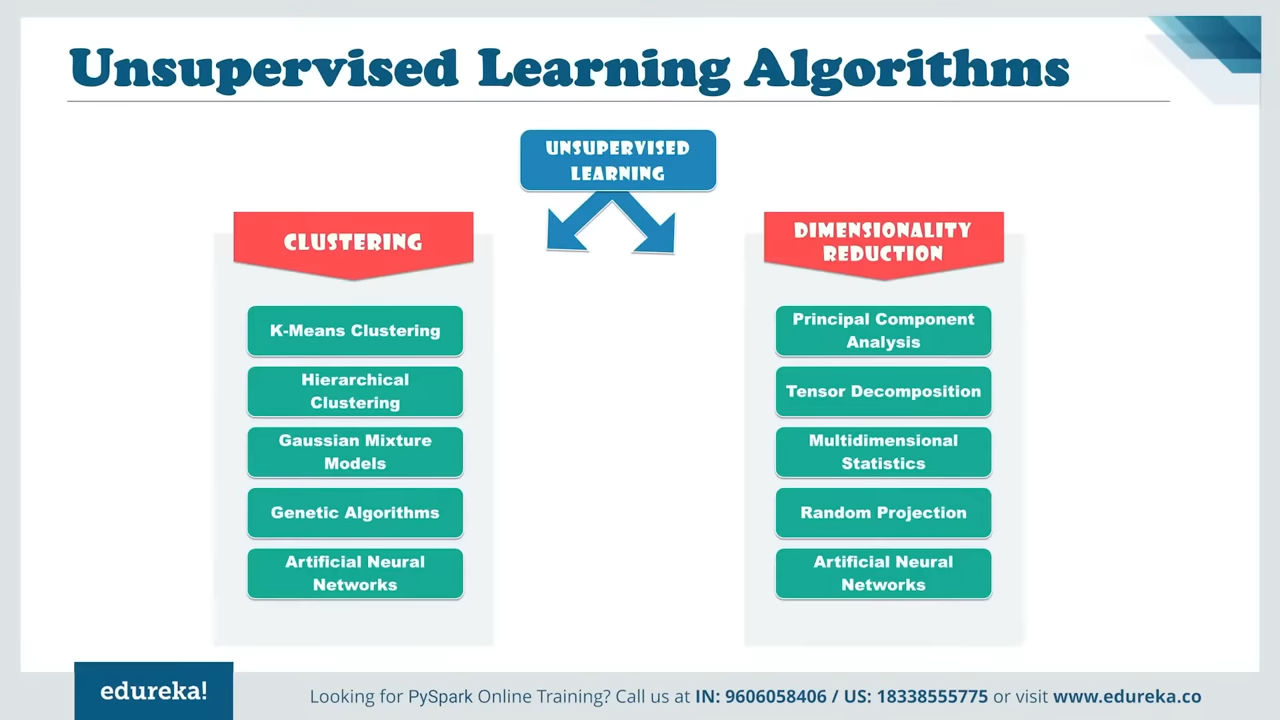 Unsupervised Learning Algorithms
UNSUPERVISED
LEARNING
CLUSTERING
K-Means Clustering
Hierarchical
Clustering
Gaussian Mixture
Models
Genetic Algorithms
Artificial Neural
Networks
DIMENSIONALITY
REDUCTION
Principal Component
Analysis
Tensor Decomposition
Multidimensional
Statistics
Random Projection
Artificial Neural
Networks
edureka!
Looking for PySpark Online Training? Call us at IN: 9606058406 / US: 18338555775 or visit www.edureka.co